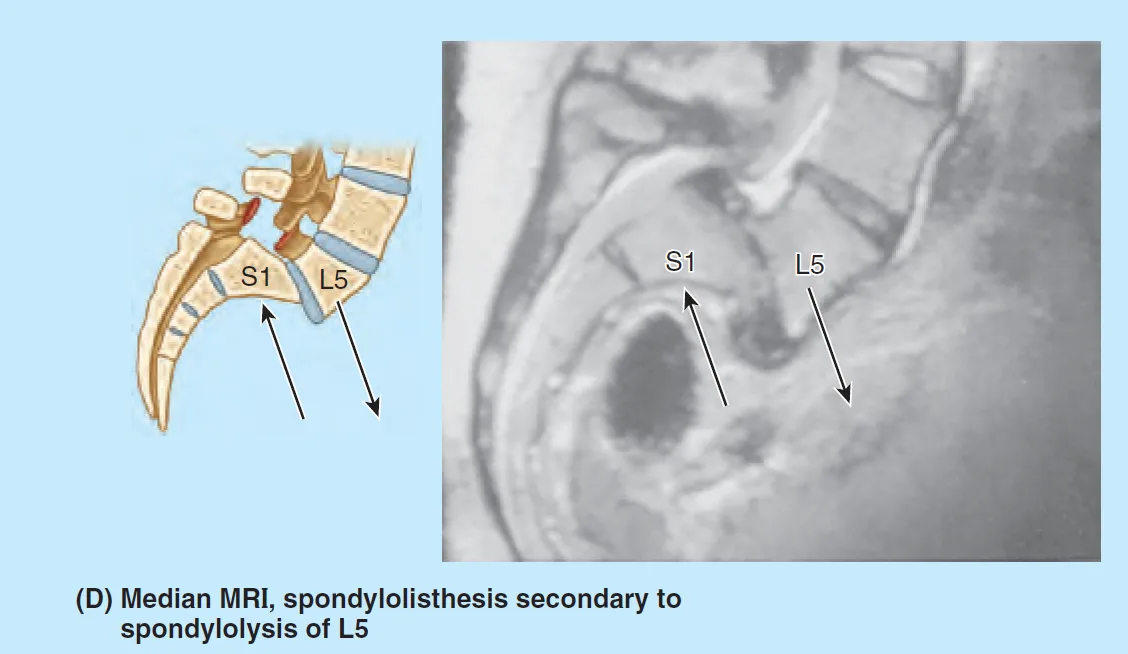 S1
L5
S1
L5
(D) Median MRI, spondylolisthesis secondary to
spondylolysis of L5